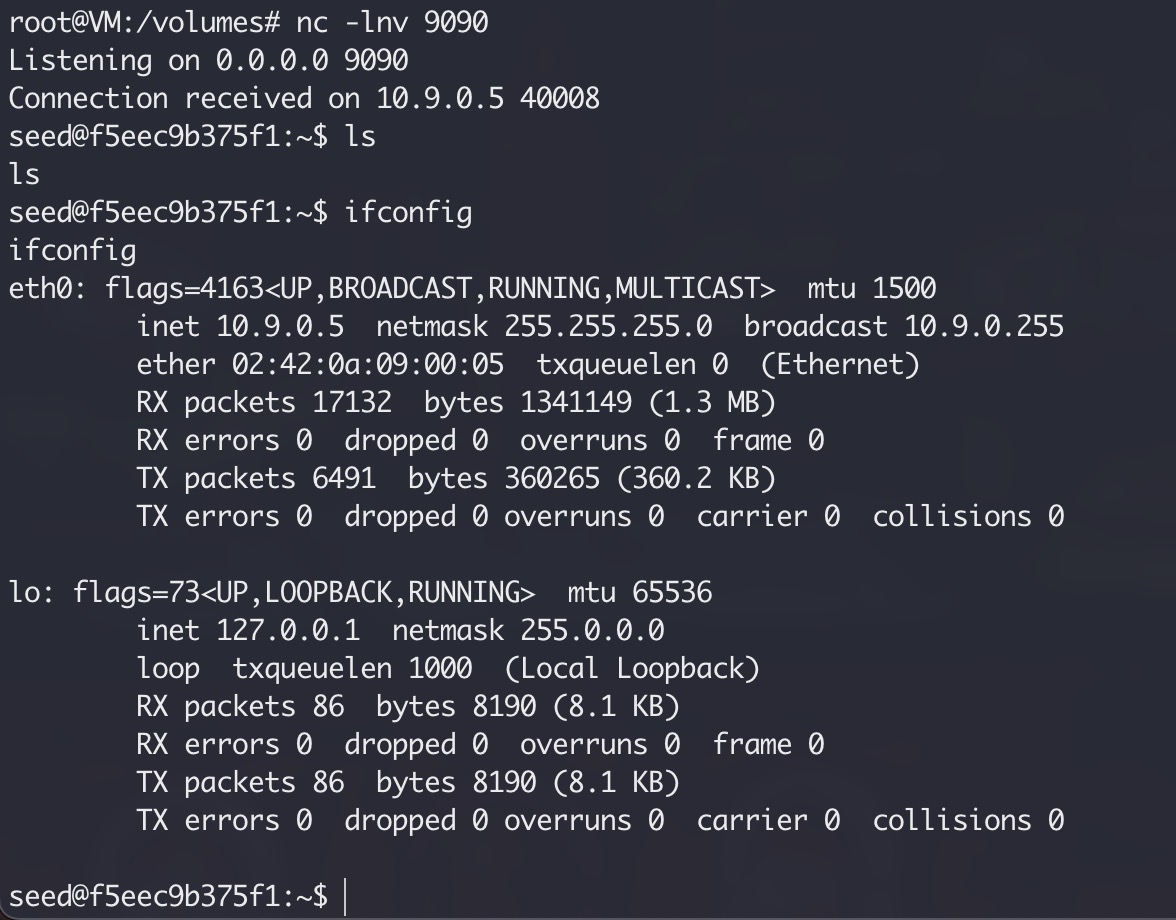 root@VM:/volumes# nc -lnv 9090
Listening on 0.0.0.0 9090
Connection received on 10.9.0.5 40008
seed@f5eec9b375f1:~$ ls
ls
seed@f5eec9b375f1:~$ ifconfig
ifconfig
eth0: flags=4163<UP,BROADCAST,RUNNING,MULTICAST>  mtu 1500
        inet 10.9.0.5  netmask 255.255.255.0  broadcast 10.9.0.255
        ether 02:42:0a:09:00:05  txqueuelen 0  (Ethernet)
        RX packets 17132  bytes 1341149 (1.3 MB)
        RX errors 0  dropped 0  overruns 0  frame 0
        TX packets 6491  bytes 360265 (360.2 KB)
        TX errors 0  dropped 0 overruns 0  carrier 0  collisions 0

lo: flags=73<UP,LOOPBACK,RUNNING>  mtu 65536
        inet 127.0.0.1  netmask 255.0.0.0
        loop  txqueuelen 1000  (Local Loopback)
        RX packets 86  bytes 8190 (8.1 KB)
        RX errors 0  dropped 0  overruns 0  frame 0
        TX packets 86  bytes 8190 (8.1 KB)
        TX errors 0  dropped 0 overruns 0  carrier 0  collisions 0

seed@f5eec9b375f1:~$